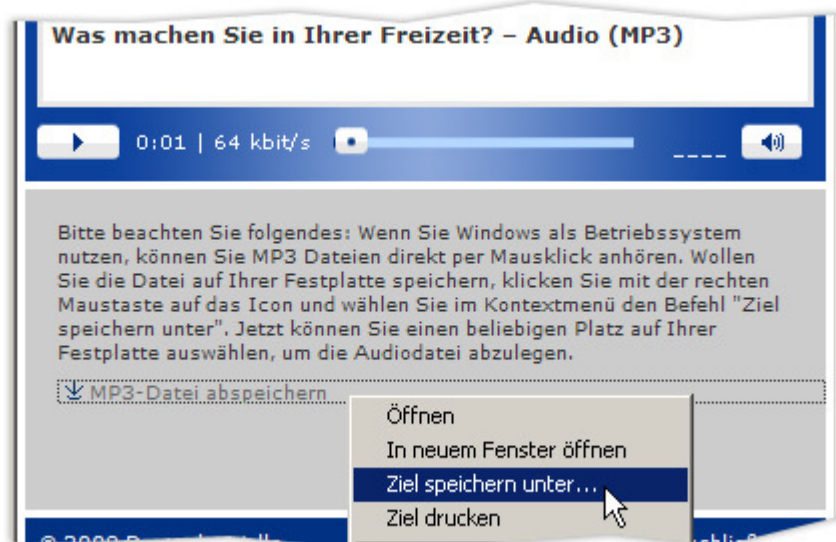 Was machen Sie in Ihrer Freizeit? – Audio (MP3)
0:01 | 64 kbit/s
Bitte beachten Sie folgendes: Wenn Sie Windows als Betriebssystem
nutzen, können Sie MP3 Dateien direkt per Mausklick anhören. Wollen
Sie die Datei auf Ihrer Festplatte speichern, klicken Sie mit der rechten
Maustaste auf das Icon und wählen Sie im Kontextmenü den Befehl "Ziel
speichern unter". Jetzt können Sie einen beliebigen Platz auf Ihrer
Festplatte auswählen, um die Audiodatei abzulegen.
MP3-Datei abspeichern
Öffnen
In neuem Fenster öffnen
Ziel speichern unter...
Ziel drucken